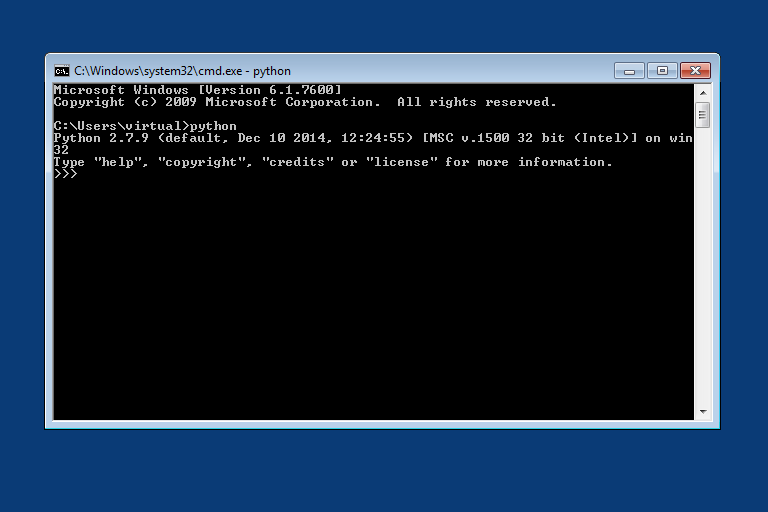 C:\Windows\system32\cmd.exe - python
Microsoft Windows [Version 6.1.7600]
Copyright (c) 2009 Microsoft Corporation.  All rights reserved.
C:\Users\virtual>python
Python 2.7.9 (default, Dec 10 2014, 12:24:55) [MSC v.1500 32 bit (Intel)] on win
32
Type "help", "copyright", "credits" or "license" for more information.
>>>